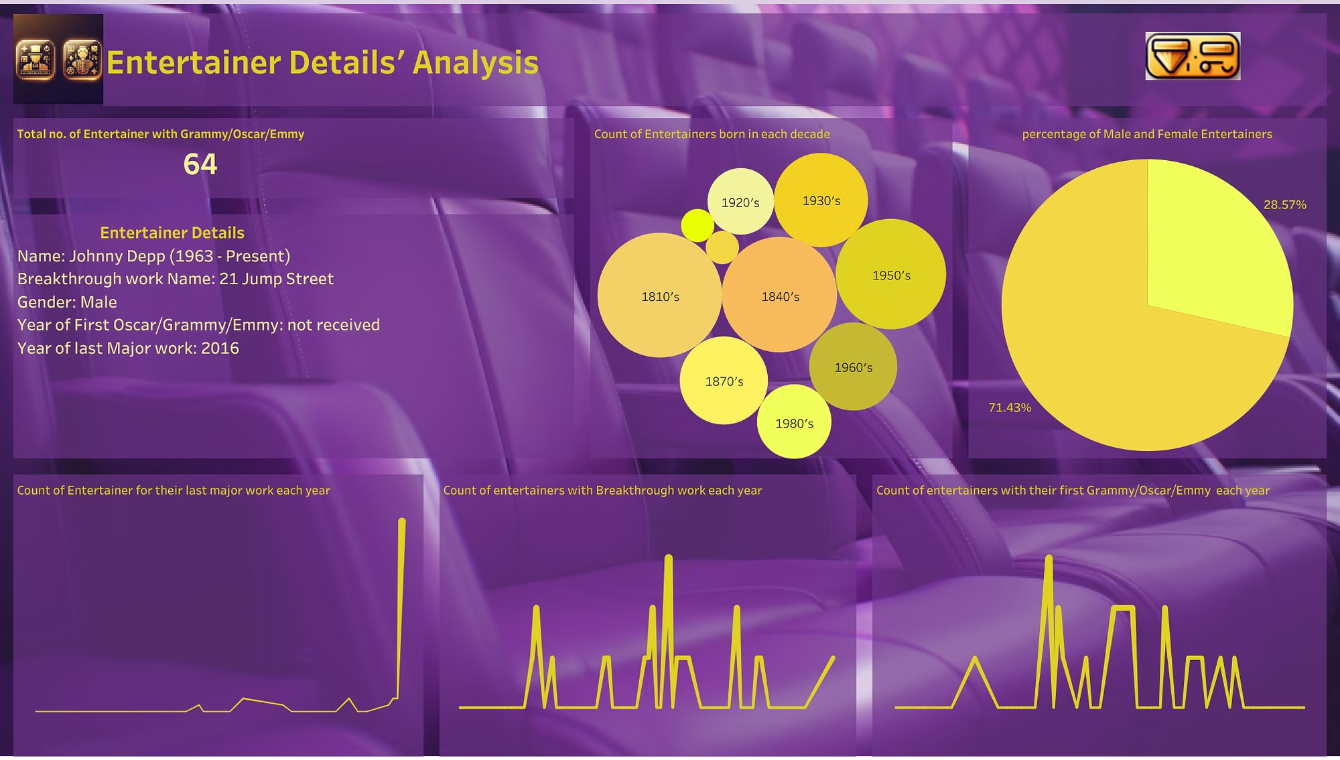 Entertainer Details’ Analysis
Total no. of Entertainer with Grammy/Oscar/Emmy
64
Entertainer Details
Name: Johnny Depp (1963 - Present)
Breakthrough work Name: 21 Jump Street
Gender: Male
Year of First Oscar/Grammy/Emmy: not received
Year of last Major work: 2016
Count of Entertainers born in each decade
1920’s
1930’s
1950’s
1810’s
1840’s
1960’s
1870’s
1980’s
percentage of Male and Female Entertainers
28.57%
71.43%
Count of Entertainer for their last major work each year
Count of entertainers with Breakthrough work each year
Count of entertainers with their first Grammy/Oscar/Emmy each year